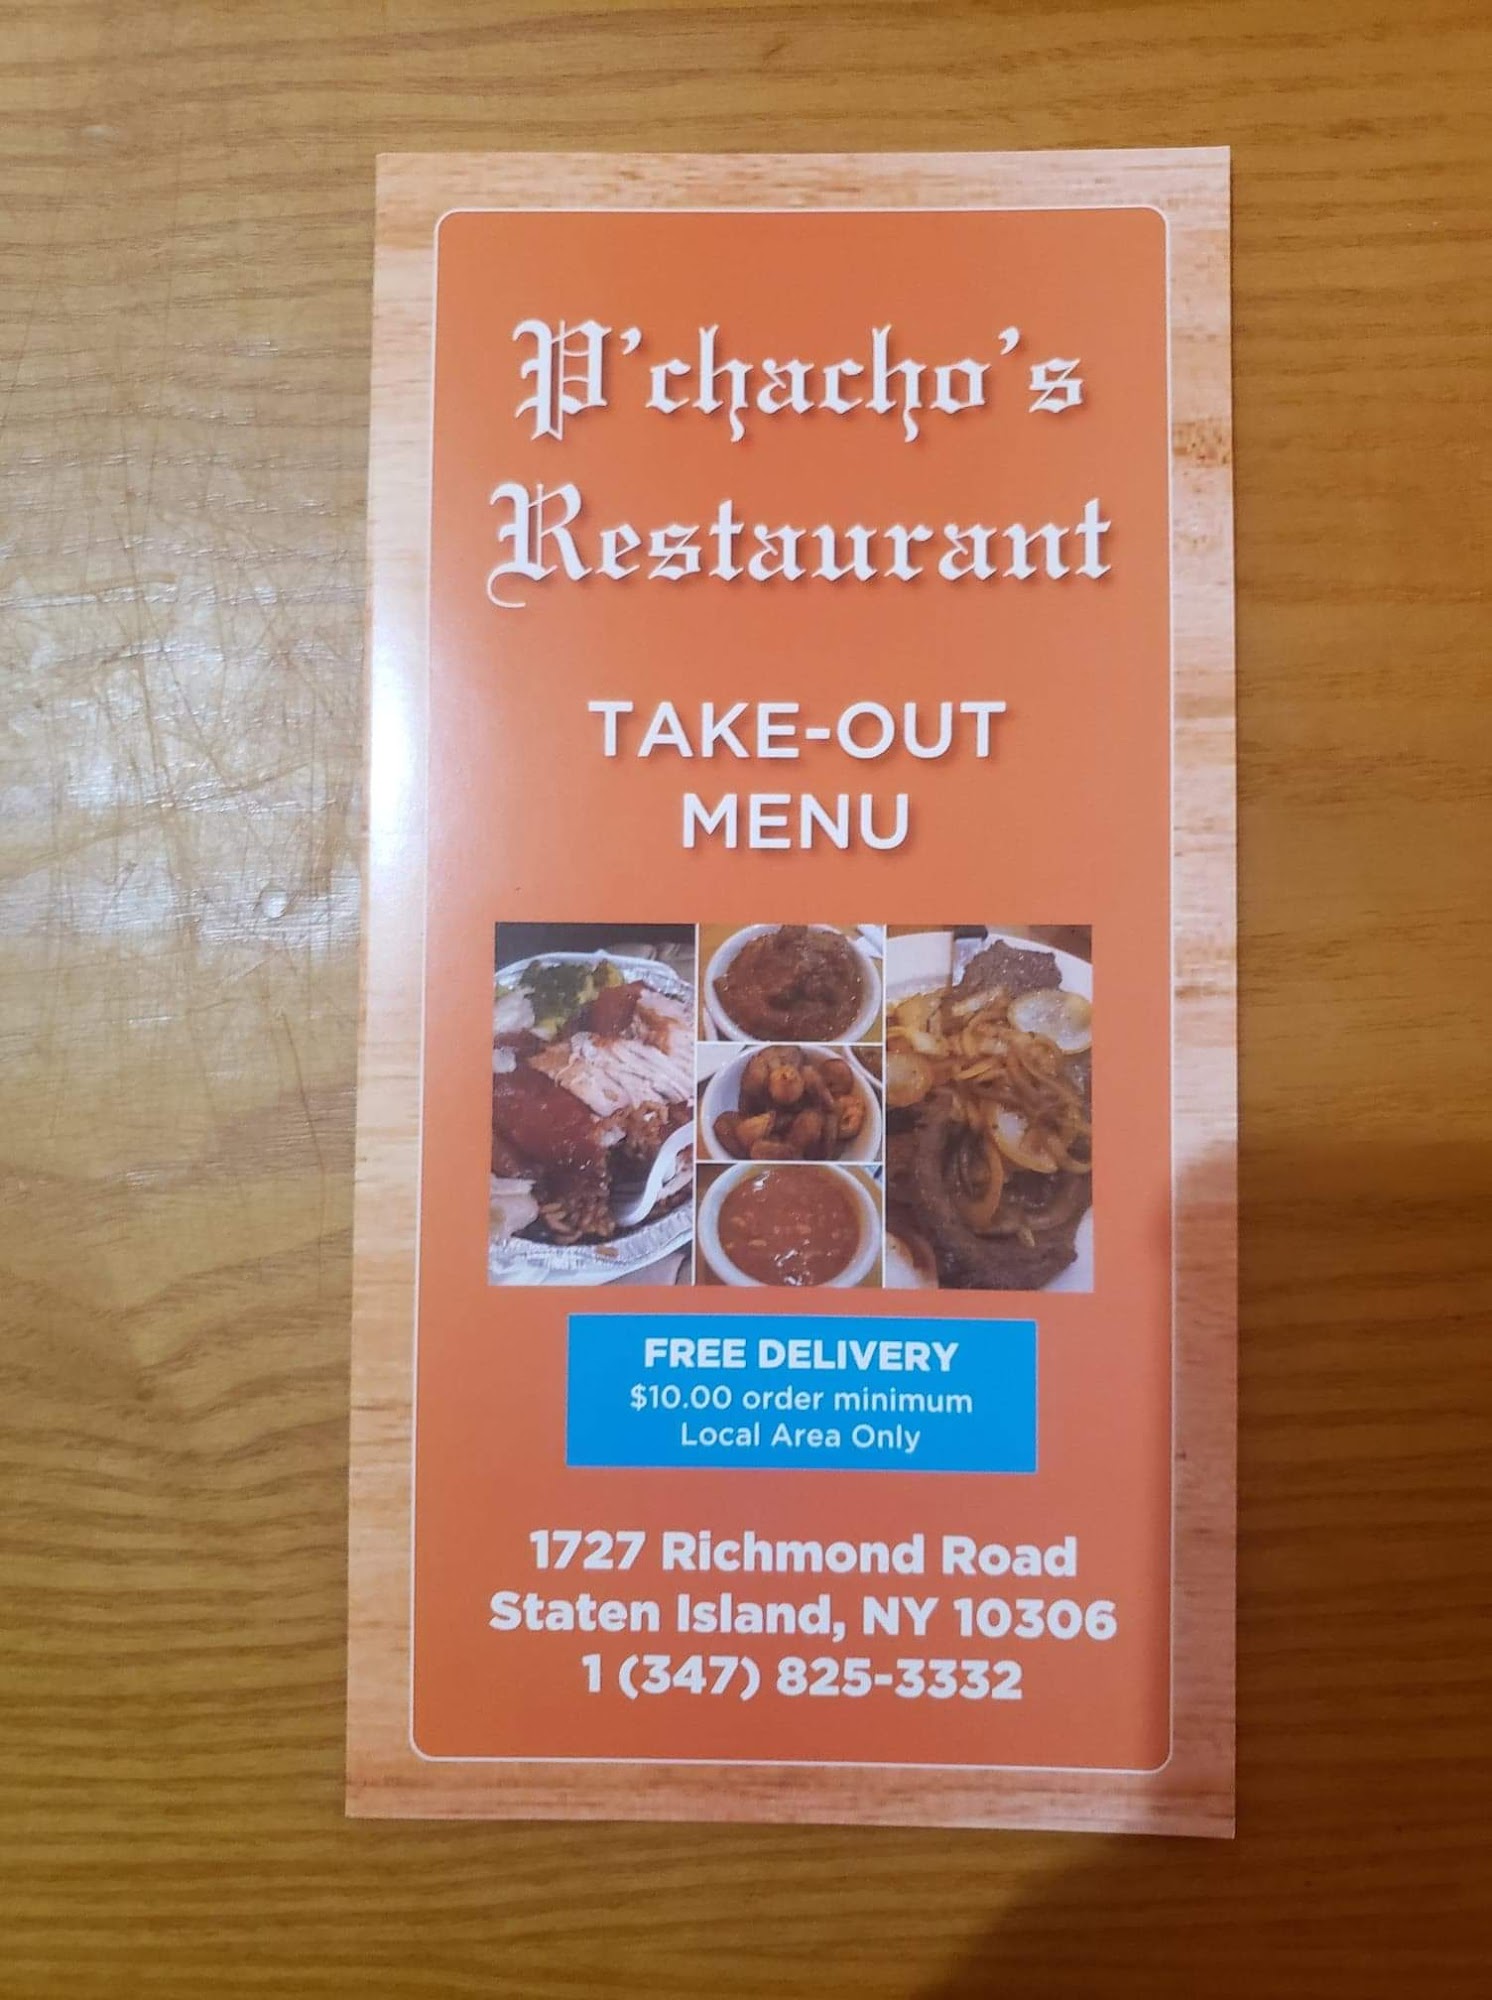 P'chacho's
Restaurant
TAKE-OUT
MENU
FREE DELIVERY
$10.00 order minimum
Local Area Only
1727 Richmond Road
Staten Island, NY 10306
1 (347) 825-3332